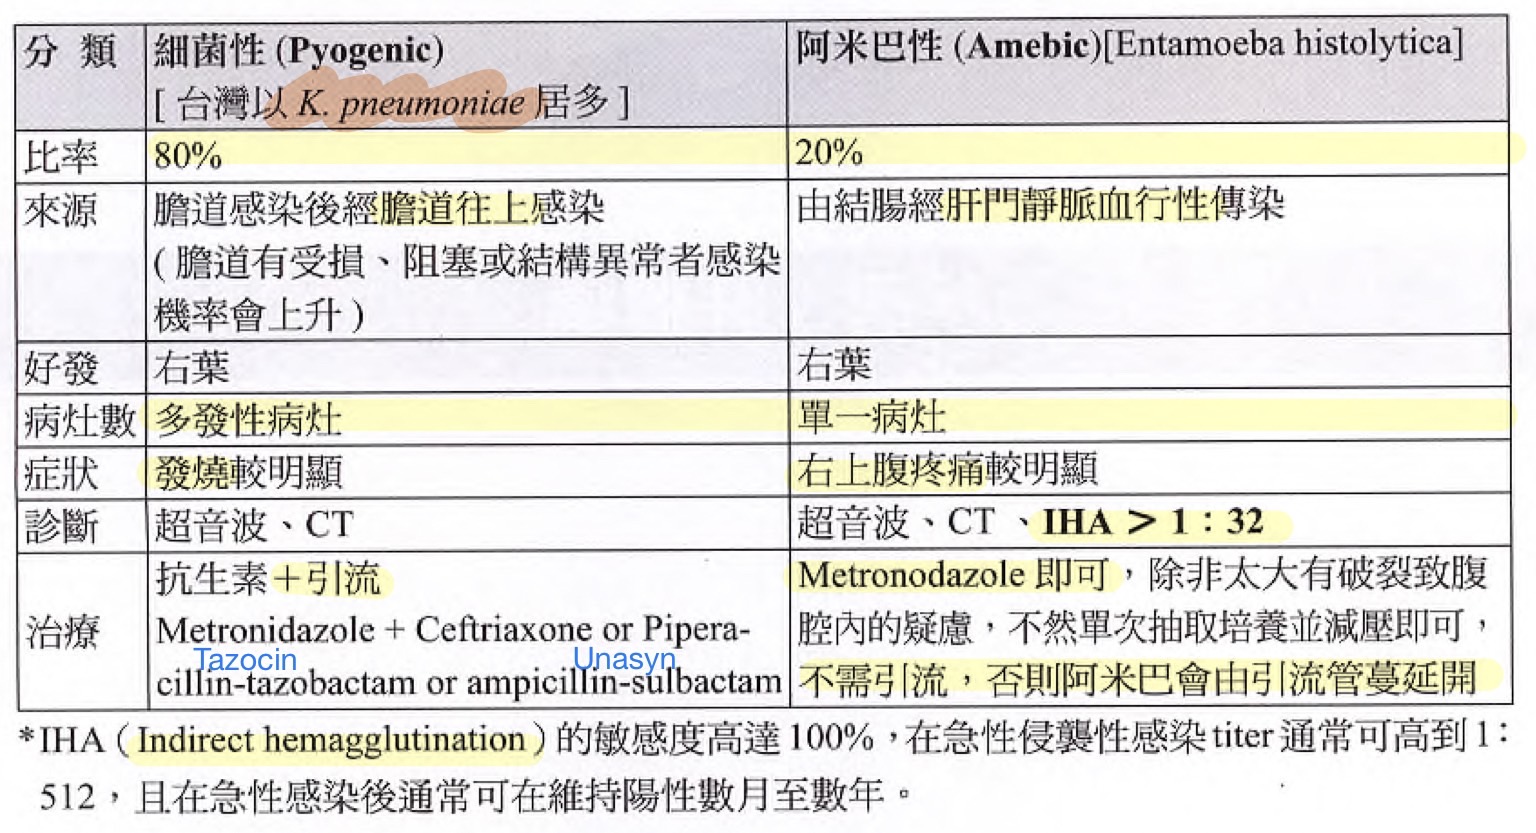 分 類 細菌性 (Pyogenic) 阿米巴性 (Amebic)[Entamoeba histolytica]
[ 台灣以 K. pneumoniae 居多 ]
比率 80% 20%
來源 膽道感染後經膽道往上感染 由結腸經肝門靜脈血行性傳染
( 膽道有受損、阻塞或結構異常者感染
機率會上升 )
好發 右葉 右葉
病灶數 多發性病灶 單一病灶
症狀 發燒較明顯 右上腹疼痛較明顯
診斷 超音波、CT 超音波、CT 、IHA > 1:32
治療
抗生素+引流
Metronidazole + Ceftriaxone or Pipera-
Tazocin Unasyn
cillin-tazobactam or ampicillin-sulbactam
Metronodazole 即可,除非太大有破裂致腹
腔內的疑慮,不然單次抽取培養並減壓即可,
不需引流,否則阿米巴會由引流管蔓延開
*IHA ( Indirect hemagglutination ) 的敏感度高達 100%,在急性侵襲性感染 titer 通常可高到 1:
512,且在急性感染後通常可在維持陽性數月至數年。